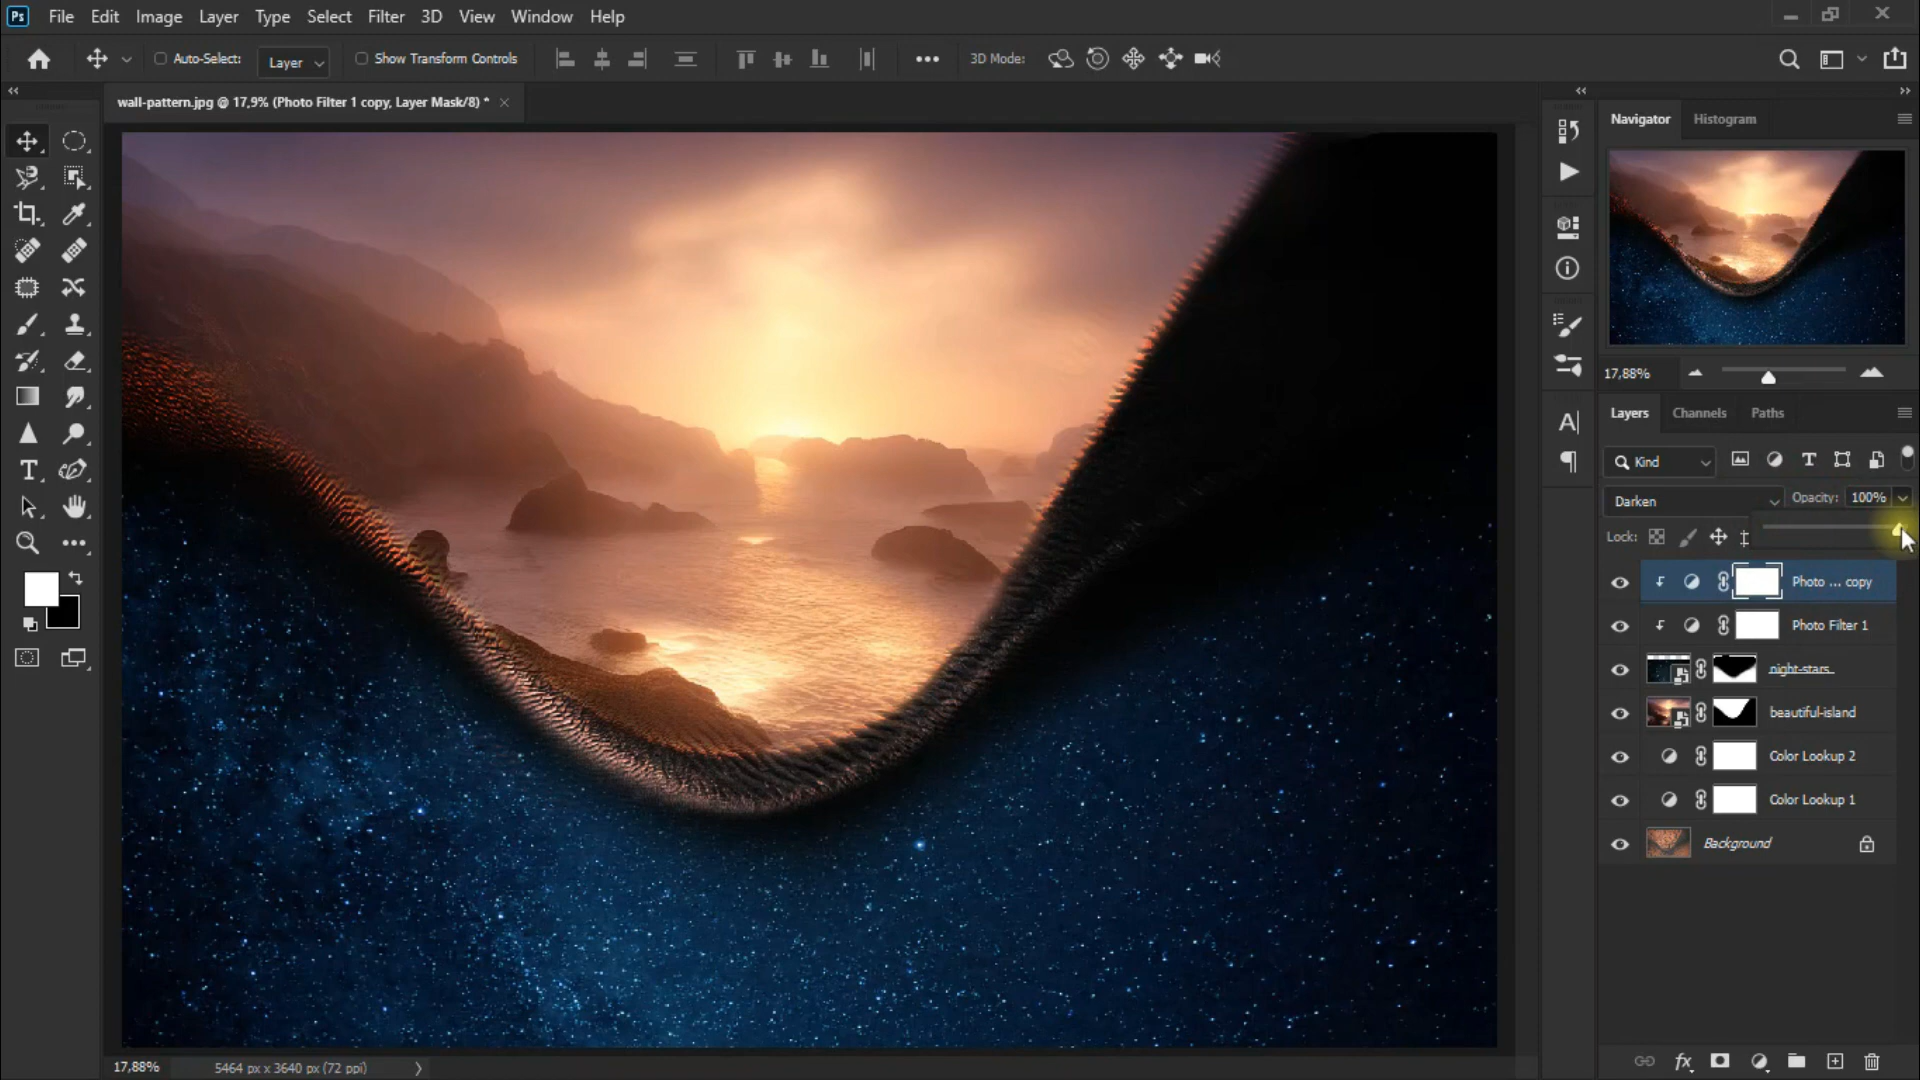 Ps File Edit Image Layer Type Select Filter 3D View Window Help
Auto-Select: Layer Show Transform Controls 3D Mode:
wall-pattern.jpg @ 17,9% (Photo Filter 1 copy, Layer Mask/8) *
Navigator Histogram
17,88%
Layers Channels Paths
Kind
Darken Opacity: 100%
Lock:
Photo ... copy
Photo Filter 1
night-stars
beautiful-island
Color Lookup 2
Color Lookup 1
Background
17,88% 5464 px x 3640 px (72 ppi)